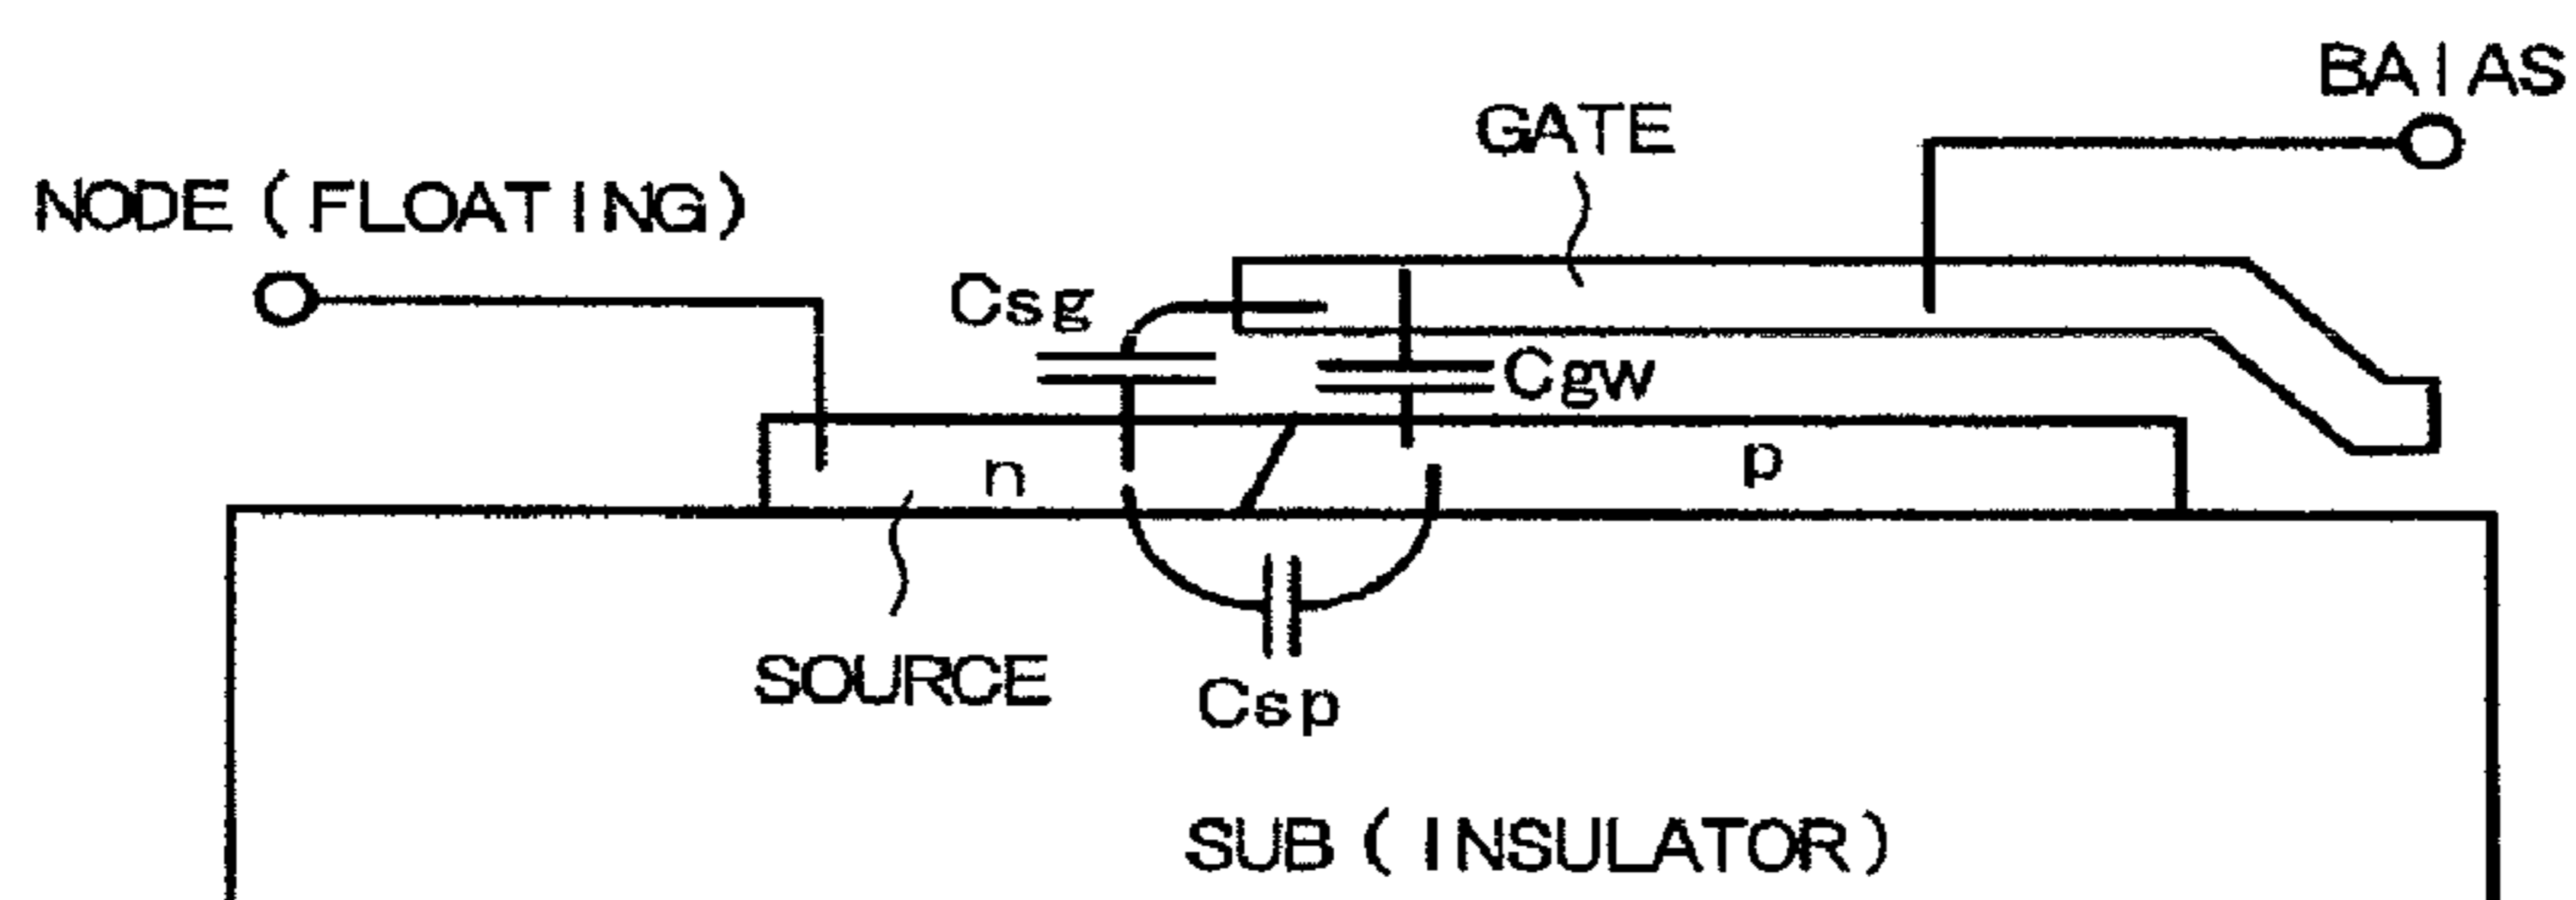 BAIAS
GATE
NODE (FLOATING)
Csg
Cgw
n
p
SOURCE
Csp
SUB (INSULATOR)